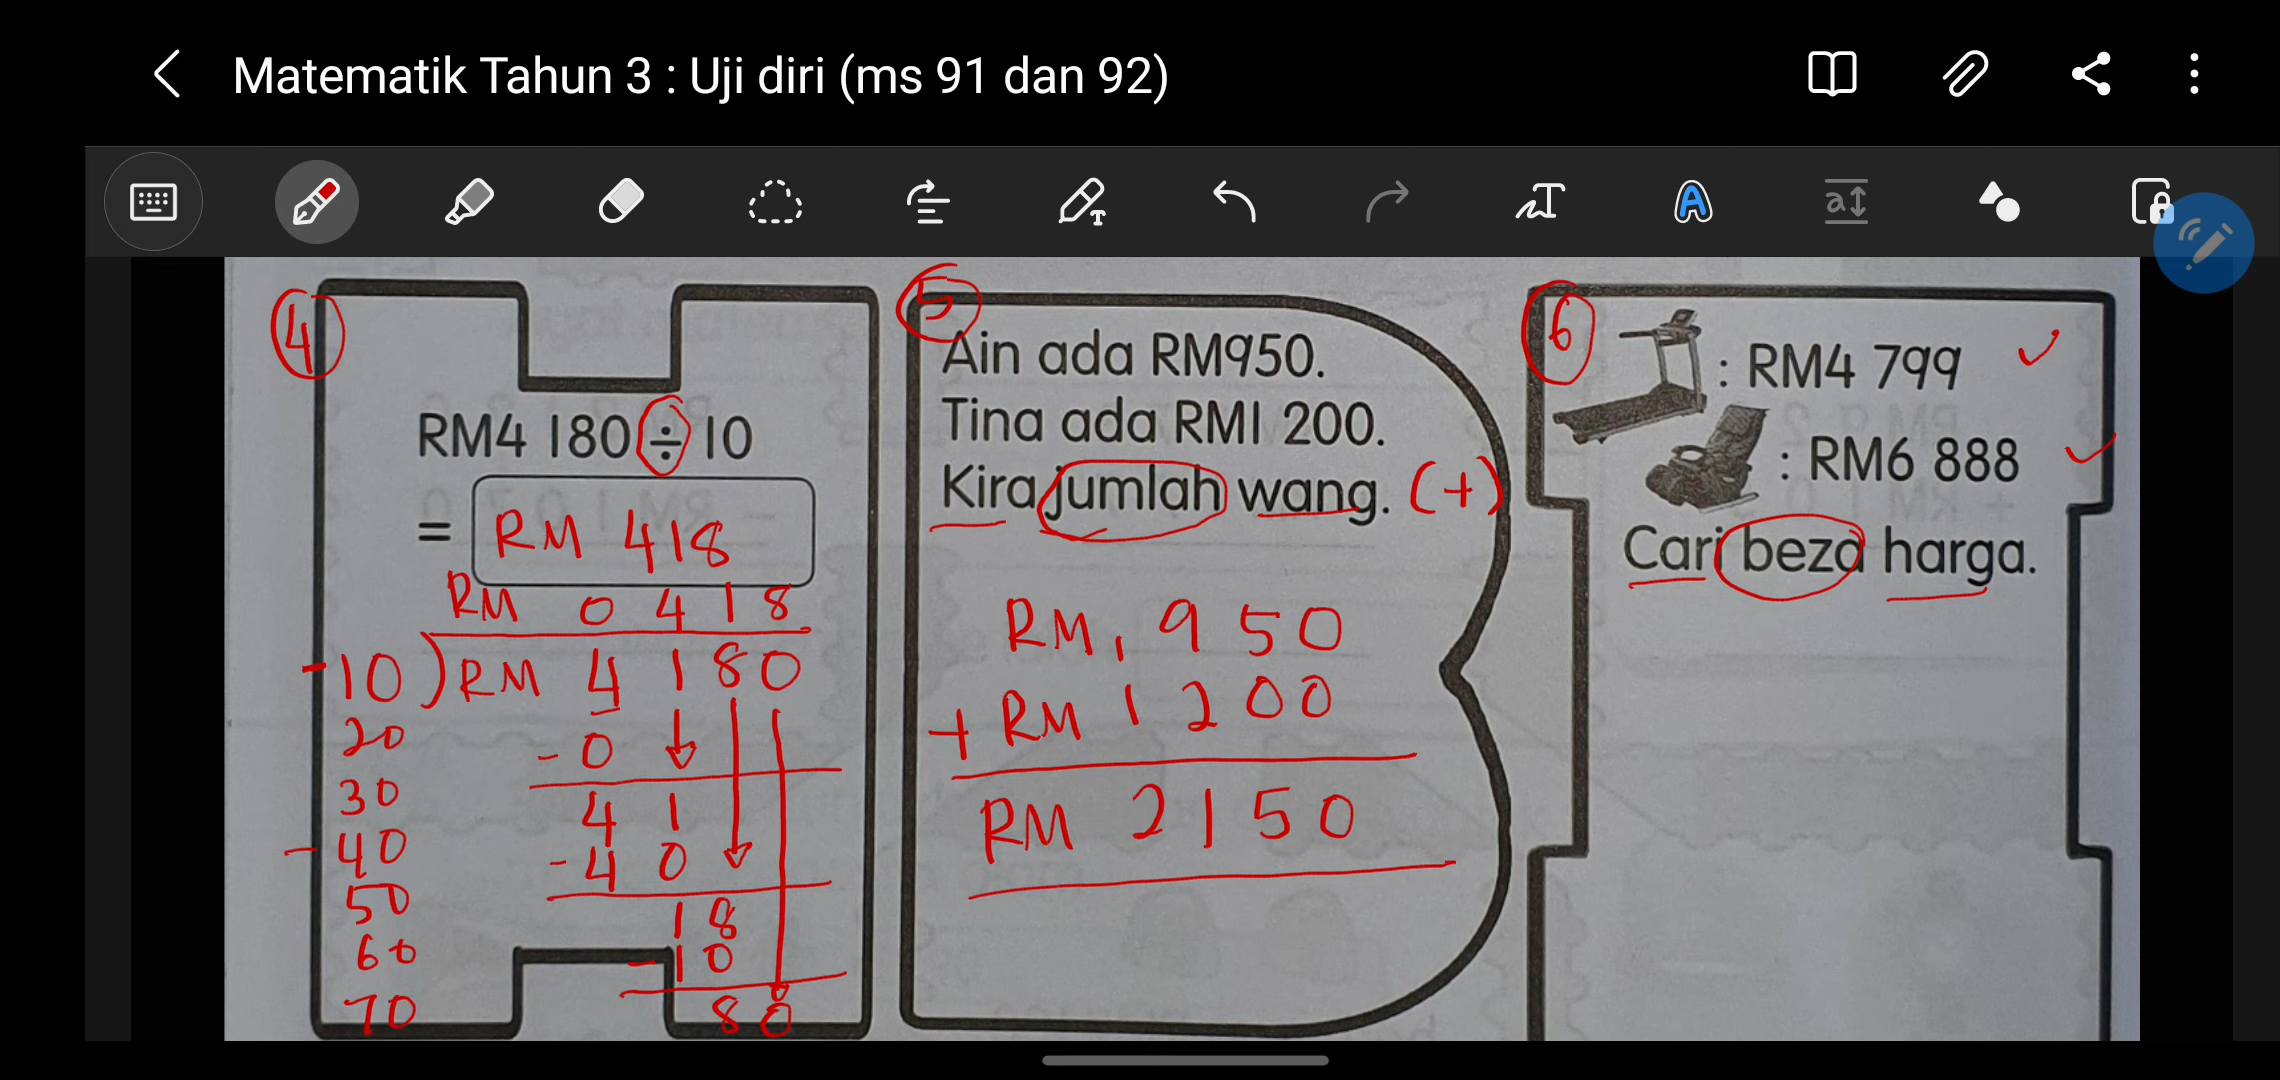 Matematik Tahun 3 : Uji diri (ms 91 dan 92)
4
RM4 180 ÷ 10
= RM 418
RM 0 4 1 8
-10 ) RM 4 1 8 0
20
- 0
30
4 1
- 40
- 4 0
50
1 8
60
- 1 0
70
8 0
5
Ain ada RM950.
Tina ada RM1 200.
Kira jumlah wang. (+)
RM 1 9 5 0
+ RM 1 2 0 0
RM 2 1 5 0
6
: RM4 799 ✓
: RM6 888 ✓
Cari beza harga.